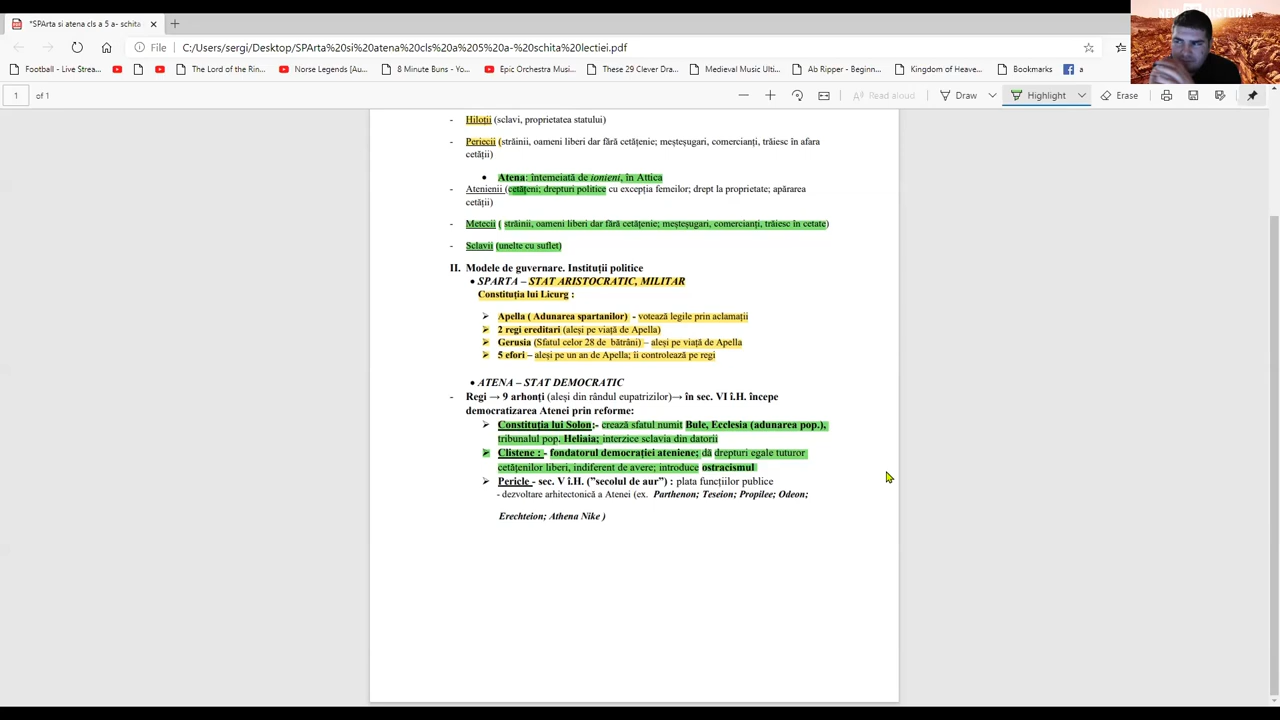 *SPArta si atena cls a 5 a- schita
NEW HISTORIA
File C:/Users/sergi/Desktop/SPArta%20si%20atena%20cls%20a%205%20a-%20schita%20lectiei.pdf
Football - Live Strea... The Lord of the Rin... Norse Legends [Au... 8 Minute Buns - Yo... Epic Orchestra Musi... These 29 Clever Dra... Medieval Music Ulti... Ab Ripper - Beginn... Kingdom of Heave... Bookmarks a
1 of 1 Read aloud Draw Highlight Erase
- Hiloții (sclavi, proprietatea statului)
- Periecii (străinii, oameni liberi dar fără cetățenie; meșteșugari, comercianți, trăiesc în afara
cetății)
• Atena: întemeiată de ionieni, în Attica
- Atenienii (cetățeni; drepturi politice cu excepția femeilor; drept la proprietate; apărarea
cetății)
- Metecii ( străinii, oameni liberi dar fără cetățenie; meșteșugari, comercianți, trăiesc în cetate)
- Sclavii (unelte cu suflet)
II. Modele de guvernare. Instituții politice
• SPARTA – STAT ARISTOCRATIC, MILITAR
Constituția lui Licurg :
➢ Apella ( Adunarea spartanilor) - votează legile prin aclamații
➢ 2 regi ereditari (aleși pe viață de Apella)
➢ Gerusia (Sfatul celor 28 de bătrâni) – aleși pe viață de Apella
➢ 5 efori – aleși pe un an de Apella; îi controlează pe regi
• ATENA – STAT DEMOCRATIC
- Regi → 9 arhonți (aleși din rândul eupatrizilor)→ în sec. VI î.H. începe
democratizarea Atenei prin reforme:
➢ Constituția lui Solon;- crează sfatul numit Bule, Ecclesia (adunarea pop.),
tribunalul pop. Heliaia; interzice sclavia din datorii
➢ Clistene : - fondatorul democrației ateniene; dă drepturi egale tuturor
cetățenilor liberi, indiferent de avere; introduce ostracismul
➢ Pericle - sec. V î.H. (”secolul de aur”) : plata funcțiilor publice
- dezvoltare arhitectonică a Atenei (ex. Parthenon; Teseion; Propilee; Odeon;
Erechteion; Athena Nike )